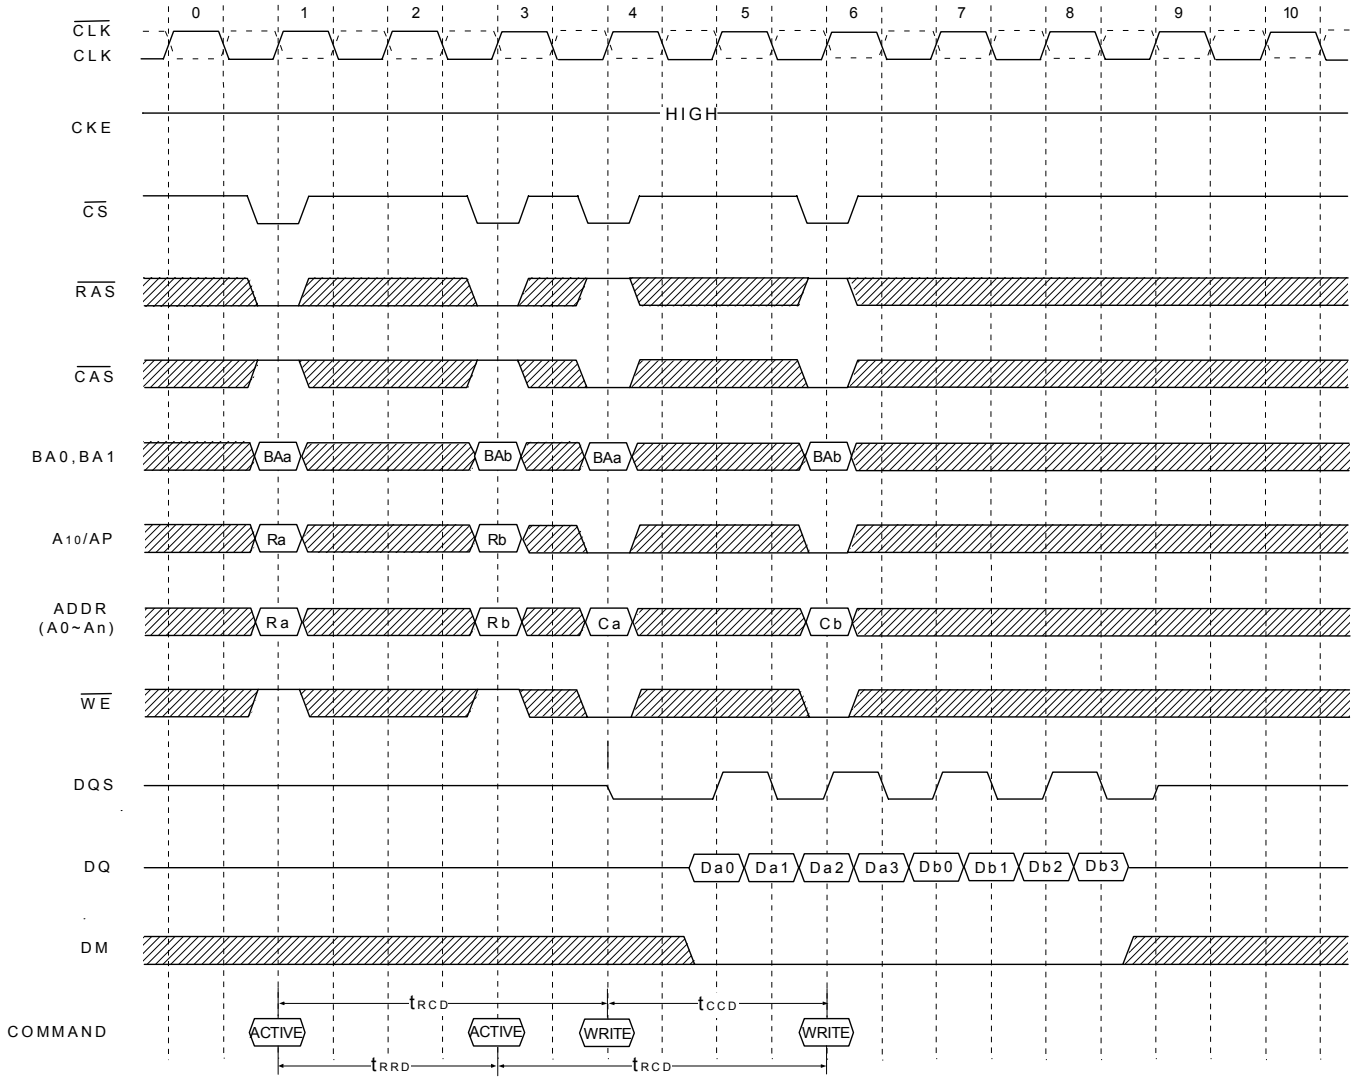 0 1 2 3 4 5 6 7 8 9 10
CLK
CLK
HIGH
CKE
CS
RAS
CAS
BA0,BA1 BAa BAb BAa BAb
A10/AP Ra Rb
ADDR
(A0~An) Ra Rb Ca Cb
WE
DQS
DQ Da0 Da1 Da2 Da3 Db0 Db1 Db2 Db3
DM
tRCD tCCD
COMMAND ACTIVE ACTIVE WRITE WRITE
tRRD tRCD